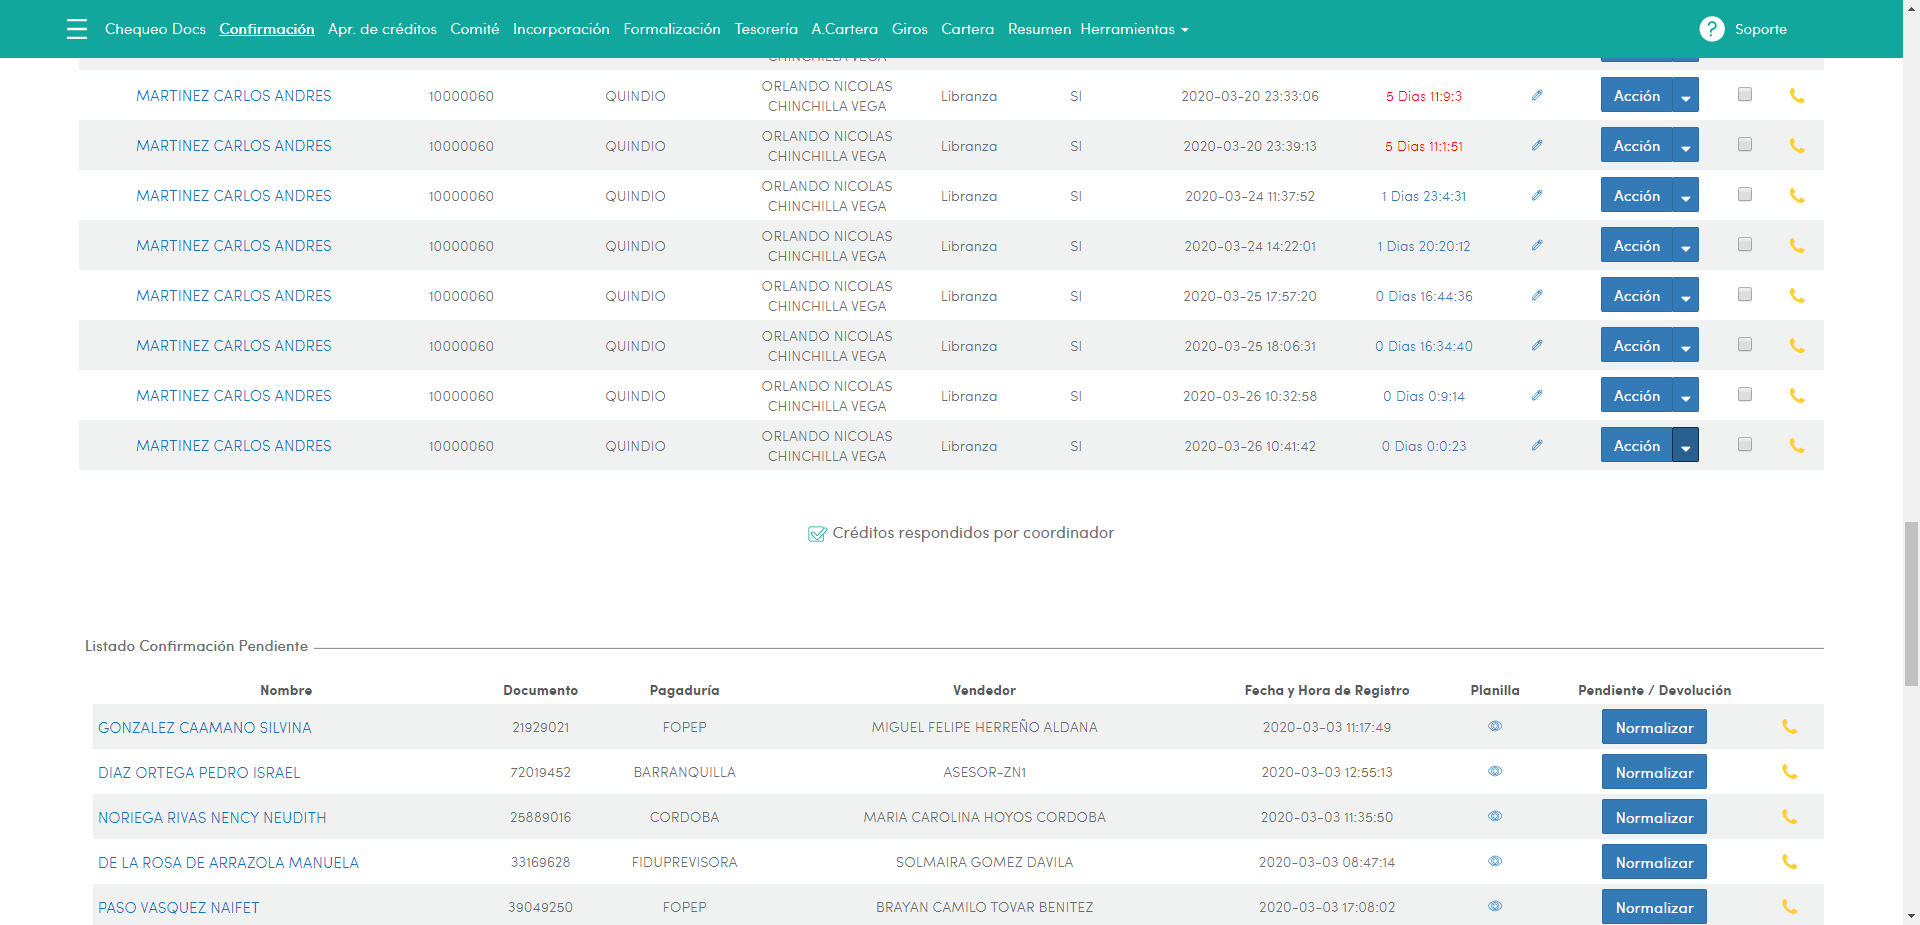 Chequeo Docs Confirmación Apr. de créditos Comité Incorporación Formalización Tesorería A.Cartera Giros Cartera Resumen Herramientas ? Soporte
CHINCHILLA VEGA
MARTINEZ CARLOS ANDRES 10000060 QUINDIO ORLANDO NICOLAS CHINCHILLA VEGA Libranza SI 2020-03-20 23:33:06 5 Dias 11:9:3 Acción
MARTINEZ CARLOS ANDRES 10000060 QUINDIO ORLANDO NICOLAS CHINCHILLA VEGA Libranza SI 2020-03-20 23:39:13 5 Dias 11:1:51 Acción
MARTINEZ CARLOS ANDRES 10000060 QUINDIO ORLANDO NICOLAS CHINCHILLA VEGA Libranza SI 2020-03-24 11:37:52 1 Dias 23:4:31 Acción
MARTINEZ CARLOS ANDRES 10000060 QUINDIO ORLANDO NICOLAS CHINCHILLA VEGA Libranza SI 2020-03-24 14:22:01 1 Dias 20:20:12 Acción
MARTINEZ CARLOS ANDRES 10000060 QUINDIO ORLANDO NICOLAS CHINCHILLA VEGA Libranza SI 2020-03-25 17:57:20 0 Dias 16:44:36 Acción
MARTINEZ CARLOS ANDRES 10000060 QUINDIO ORLANDO NICOLAS CHINCHILLA VEGA Libranza SI 2020-03-25 18:06:31 0 Dias 16:34:40 Acción
MARTINEZ CARLOS ANDRES 10000060 QUINDIO ORLANDO NICOLAS CHINCHILLA VEGA Libranza SI 2020-03-26 10:32:58 0 Dias 0:9:14 Acción
MARTINEZ CARLOS ANDRES 10000060 QUINDIO ORLANDO NICOLAS CHINCHILLA VEGA Libranza SI 2020-03-26 10:41:42 0 Dias 0:0:23 Acción
Créditos respondidos por coordinador
Listado Confirmación Pendiente
Nombre Documento Pagaduría Vendedor Fecha y Hora de Registro Planilla Pendiente / Devolución
GONZALEZ CAAMANO SILVINA 21929021 FOPEP MIGUEL FELIPE HERREÑO ALDANA 2020-03-03 11:17:49 Normalizar
DIAZ ORTEGA PEDRO ISRAEL 72019452 BARRANQUILLA ASESOR-ZN1 2020-03-03 12:55:13 Normalizar
NORIEGA RIVAS NENCY NEUDITH 25889016 CORDOBA MARIA CAROLINA HOYOS CORDOBA 2020-03-03 11:35:50 Normalizar
DE LA ROSA DE ARRAZOLA MANUELA 33169628 FIDUPREVISORA SOLMAIRA GOMEZ DAVILA 2020-03-03 08:47:14 Normalizar
PASO VASQUEZ NAIFET 39049250 FOPEP BRAYAN CAMILO TOVAR BENITEZ 2020-03-03 17:08:02 Normalizar